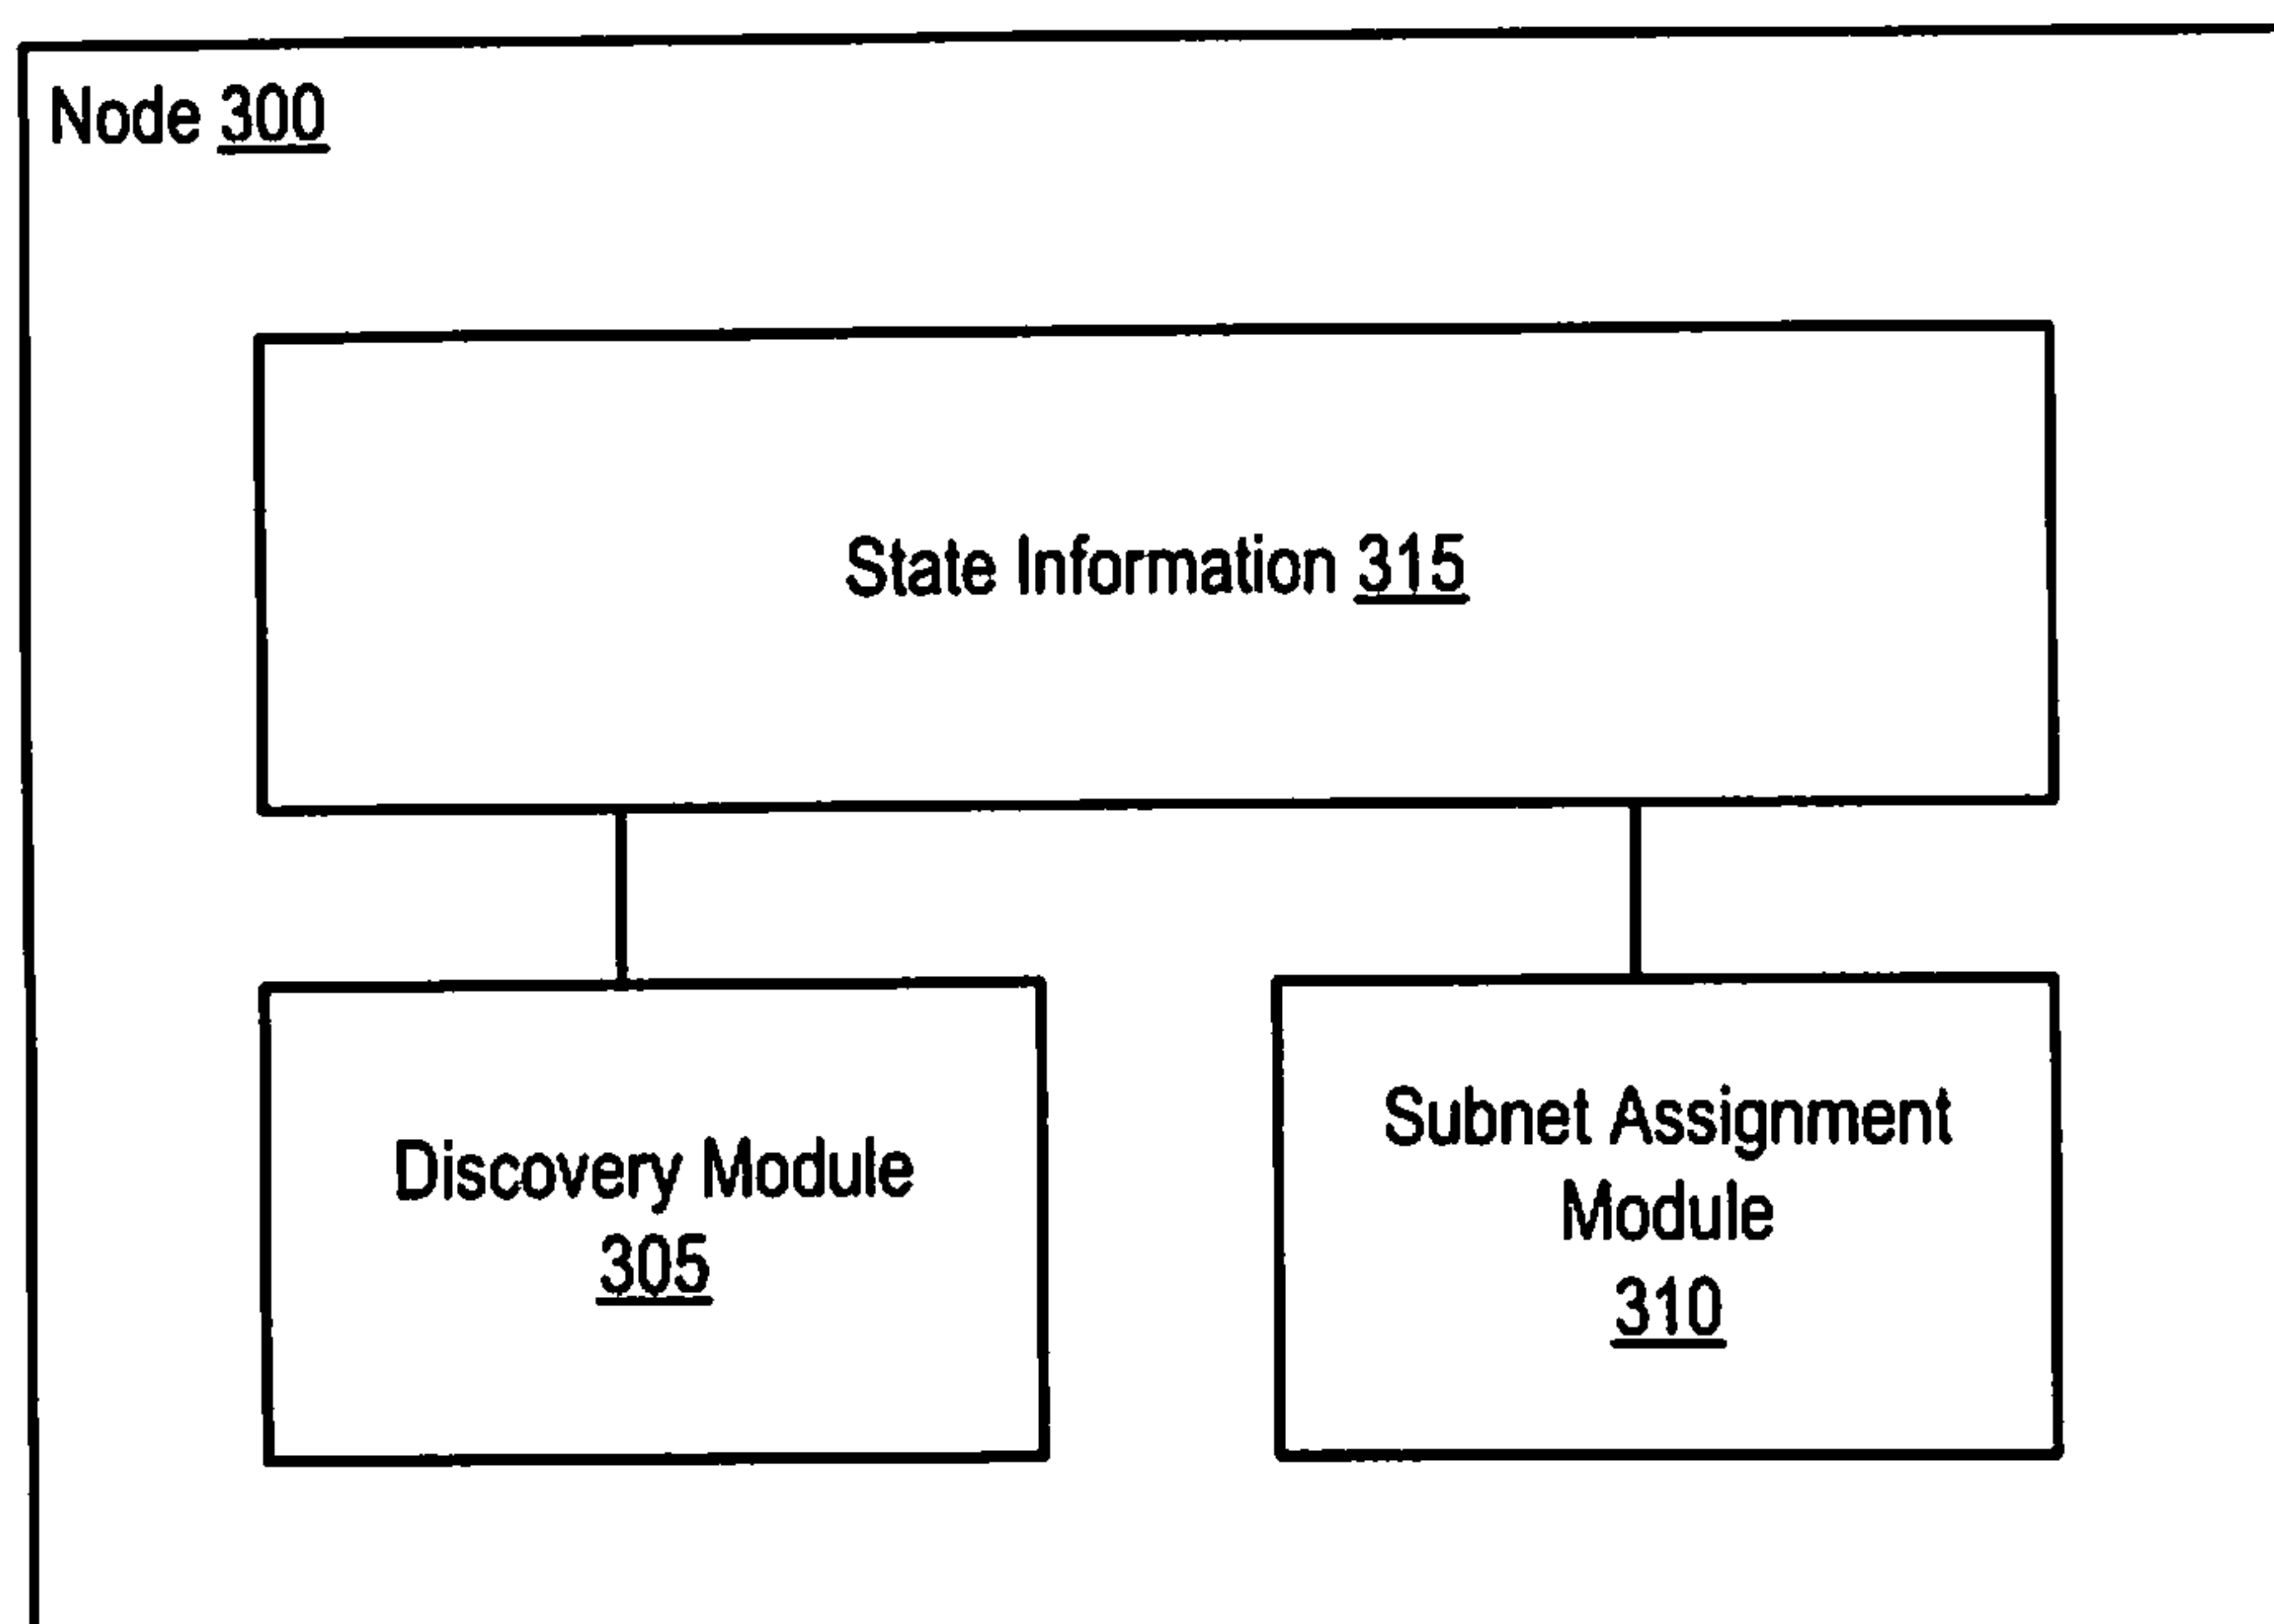 Node 300
State Information 315
Discovery Module
305
Subnet Assignment
Module
310